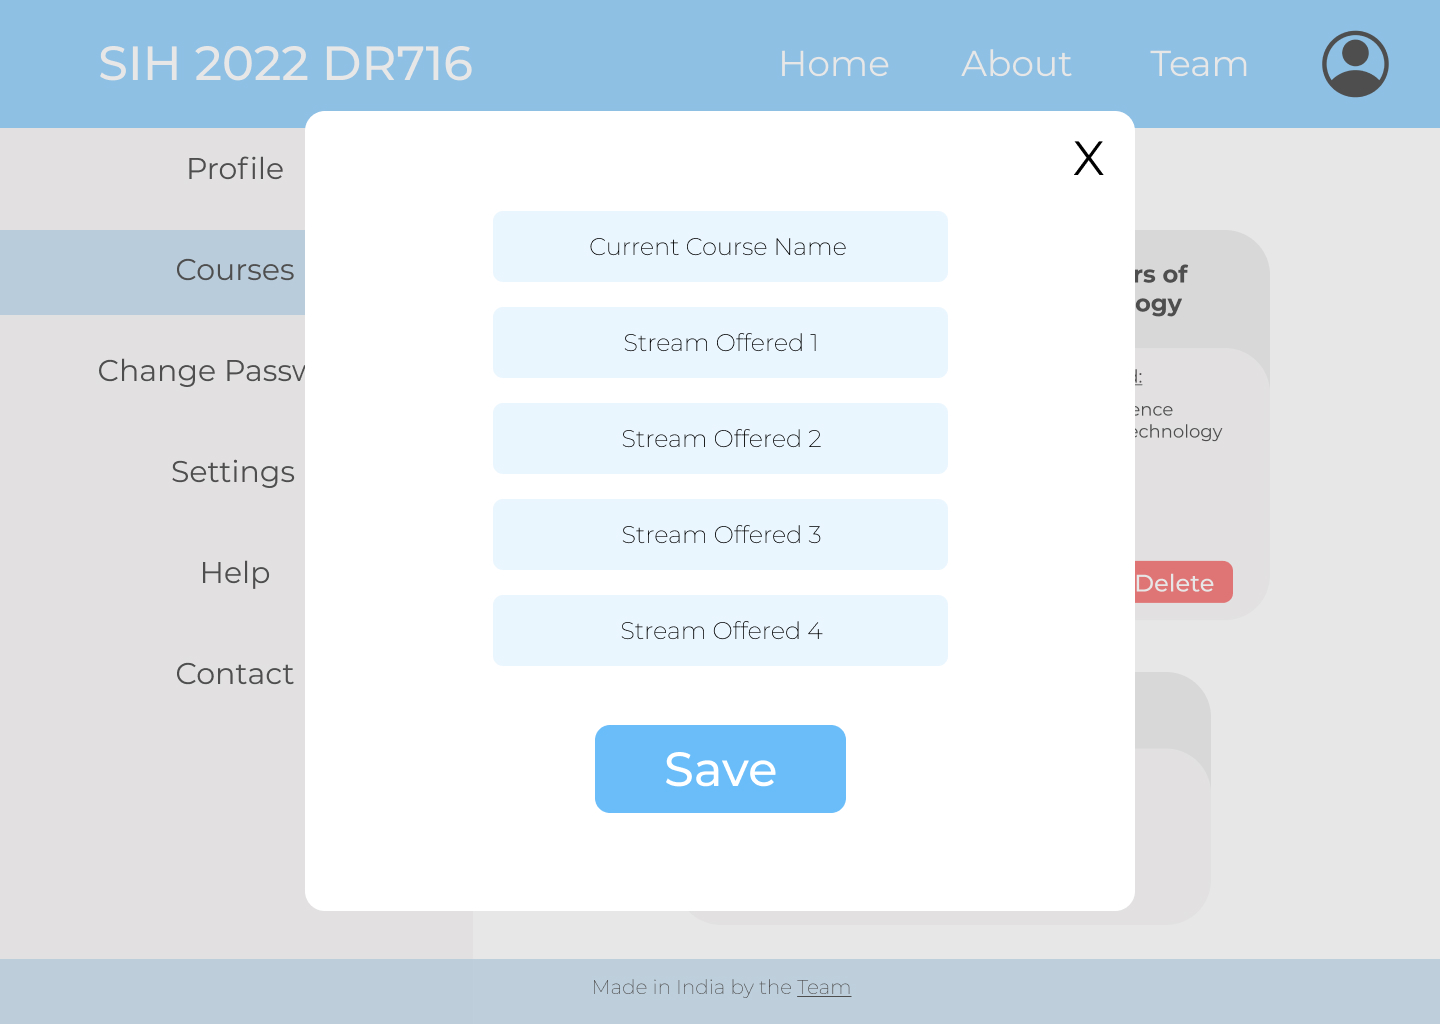 SIH 2022 DR716
Home
About
Team
X
Profile
Courses
Change Passw
Settings
Help
Contact
Current Course Name
Stream Offered 1
Stream Offered 2
Stream Offered 3
Stream Offered 4
Save
rs of
ogy
d:
ence
echnology
Delete
Made in India by the Team